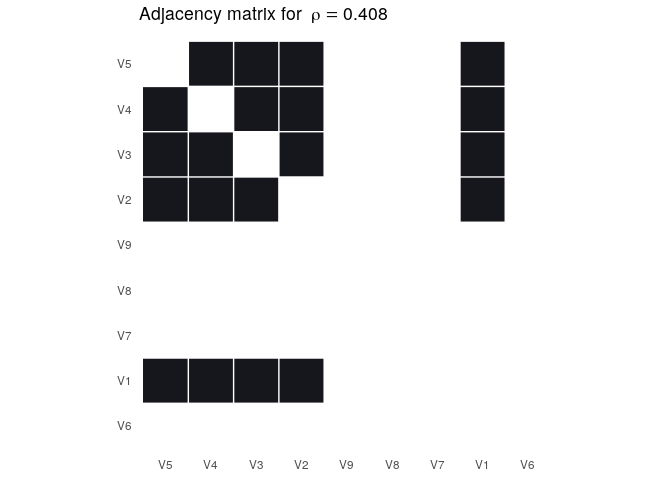 Adjacency matrix for ρ = 0.408
V5
V4
V3
V2
V9
V8
V7
V1
V6
V5 V4 V3 V2 V9 V8 V7 V1 V6